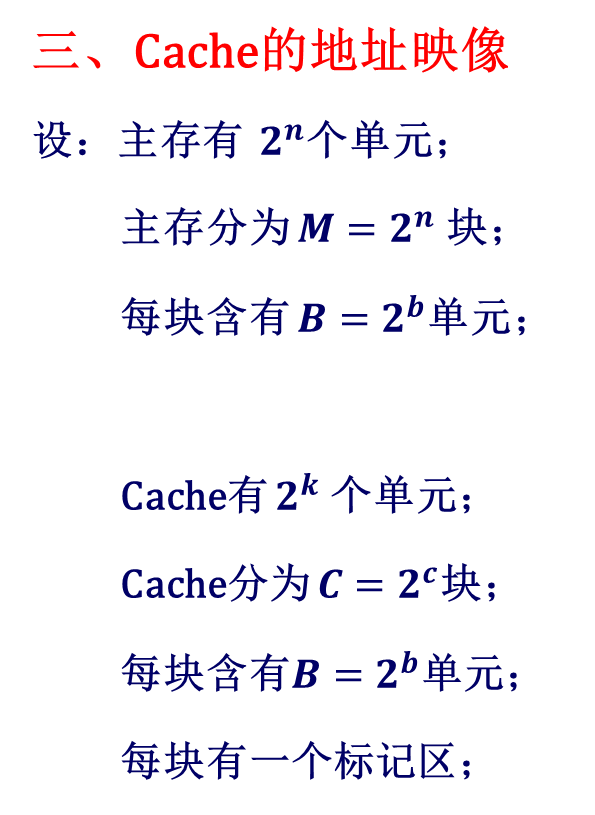 三、Cache的地址映像
设：主存有 2ⁿ个单元；
主存分为 M = 2ⁿ 块；
每块含有 B = 2ᵇ单元；
Cache有 2ᵏ 个单元；
Cache分为 C = 2ᶜ块；
每块含有B = 2ᵇ单元；
每块有一个标记区；